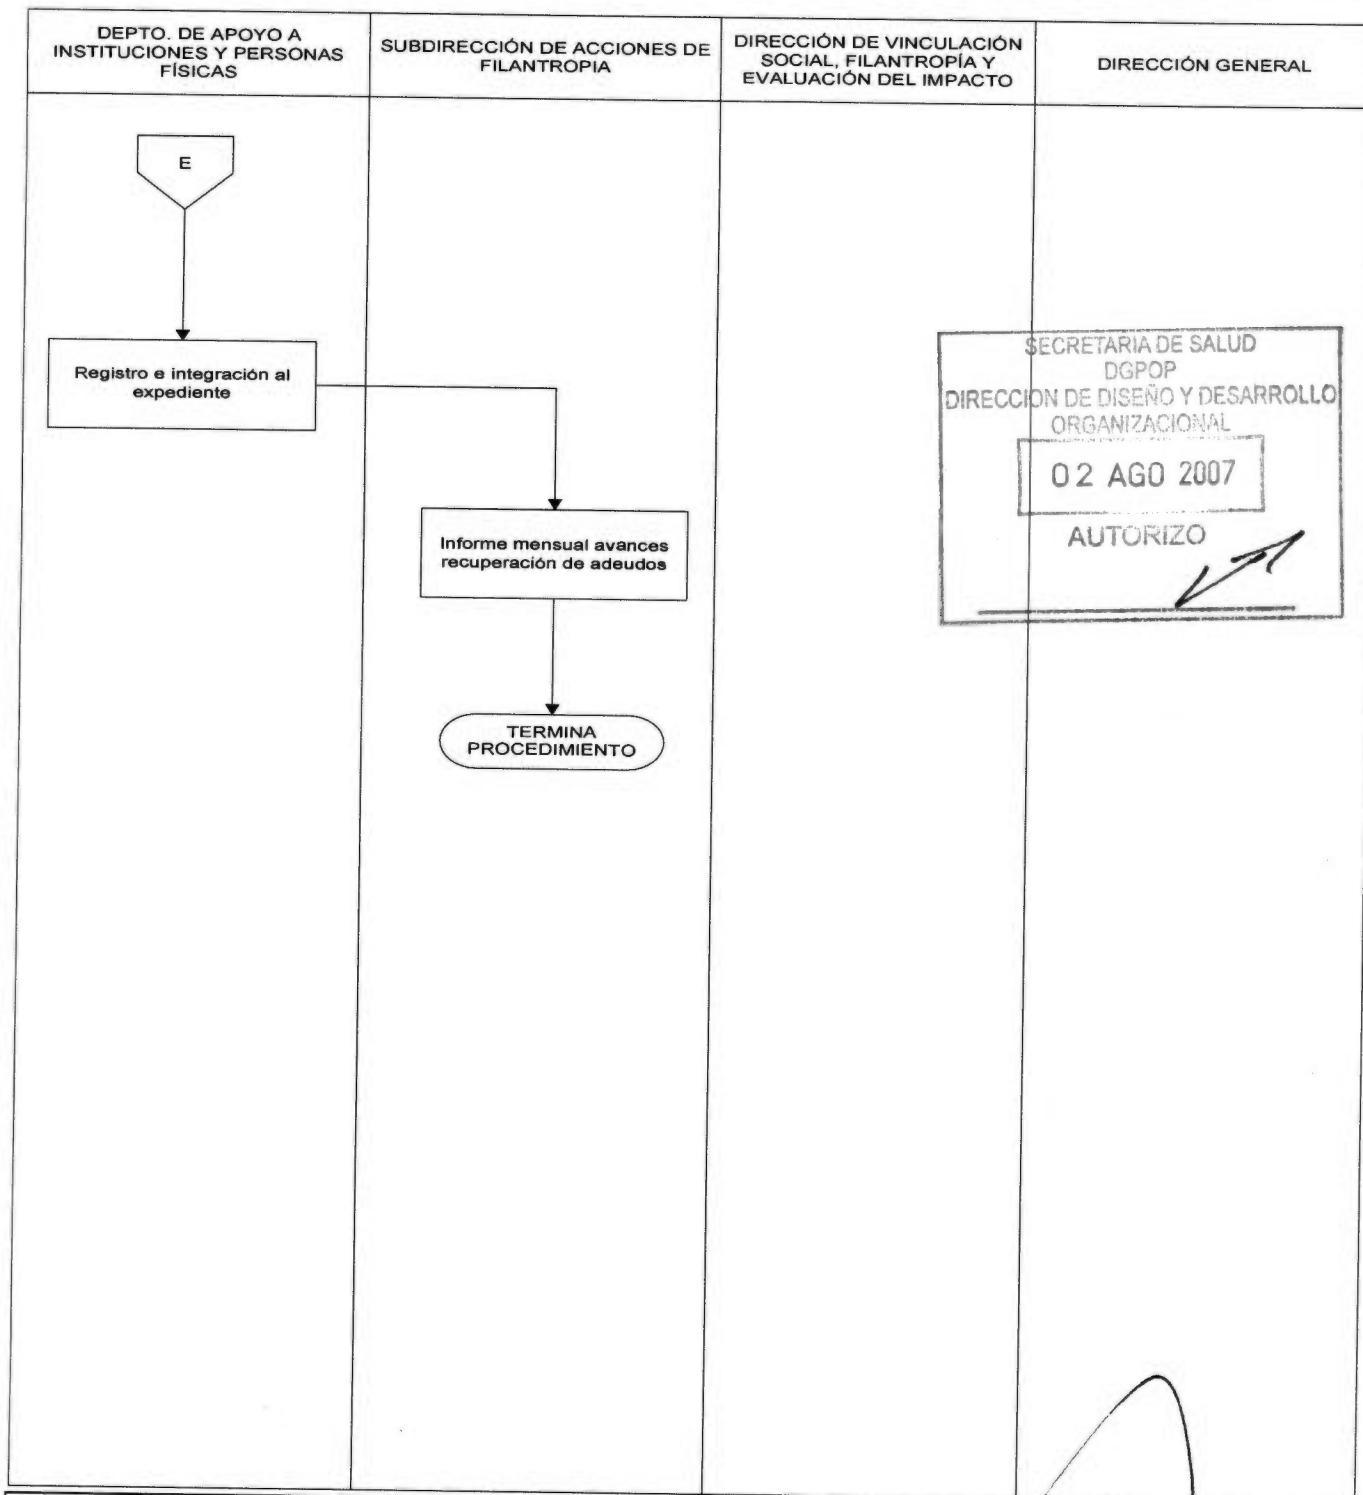 DEPTO. DE APOYO A
INSTITUCIONES Y PERSONAS
FÍSICAS
SUBDIRECCIÓN DE ACCIONES DE
FILANTROPIA
DIRECCIÓN DE VINCULACIÓN
SOCIAL, FILANTROPÍA Y
EVALUACIÓN DEL IMPACTO
DIRECCIÓN GENERAL
E
Registro e integración al
expediente
SECRETARIA DE SALUD
DGPOP
DIRECCION DE DISEÑO Y DESARROLLO
ORGANIZACIONAL
02 AGO 2007
AUTORIZO
Informe mensual avances
recuperación de adeudos
TERMINA
PROCEDIMIENTO